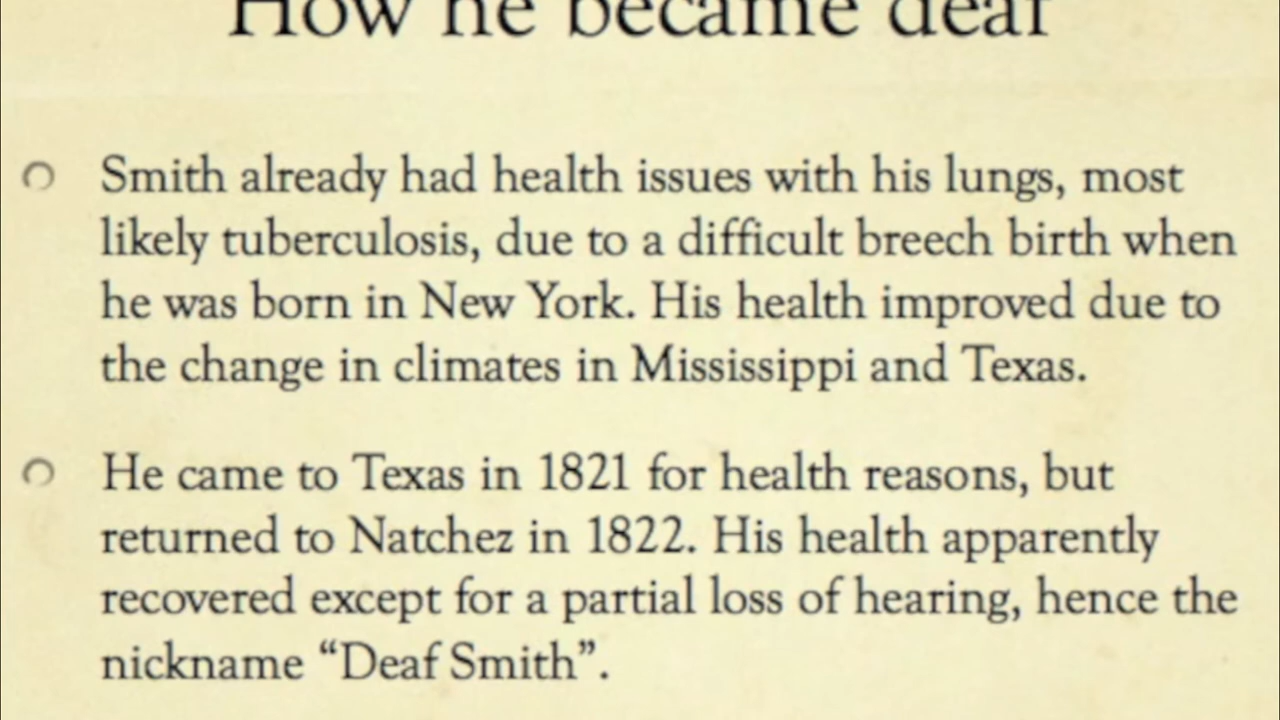 How he became deaf
Smith already had health issues with his lungs, most
likely tuberculosis, due to a difficult breech birth when
he was born in New York. His health improved due to
the change in climates in Mississippi and Texas.
He came to Texas in 1821 for health reasons, but
returned to Natchez in 1822. His health apparently
recovered except for a partial loss of hearing, hence the
nickname “Deaf Smith”.